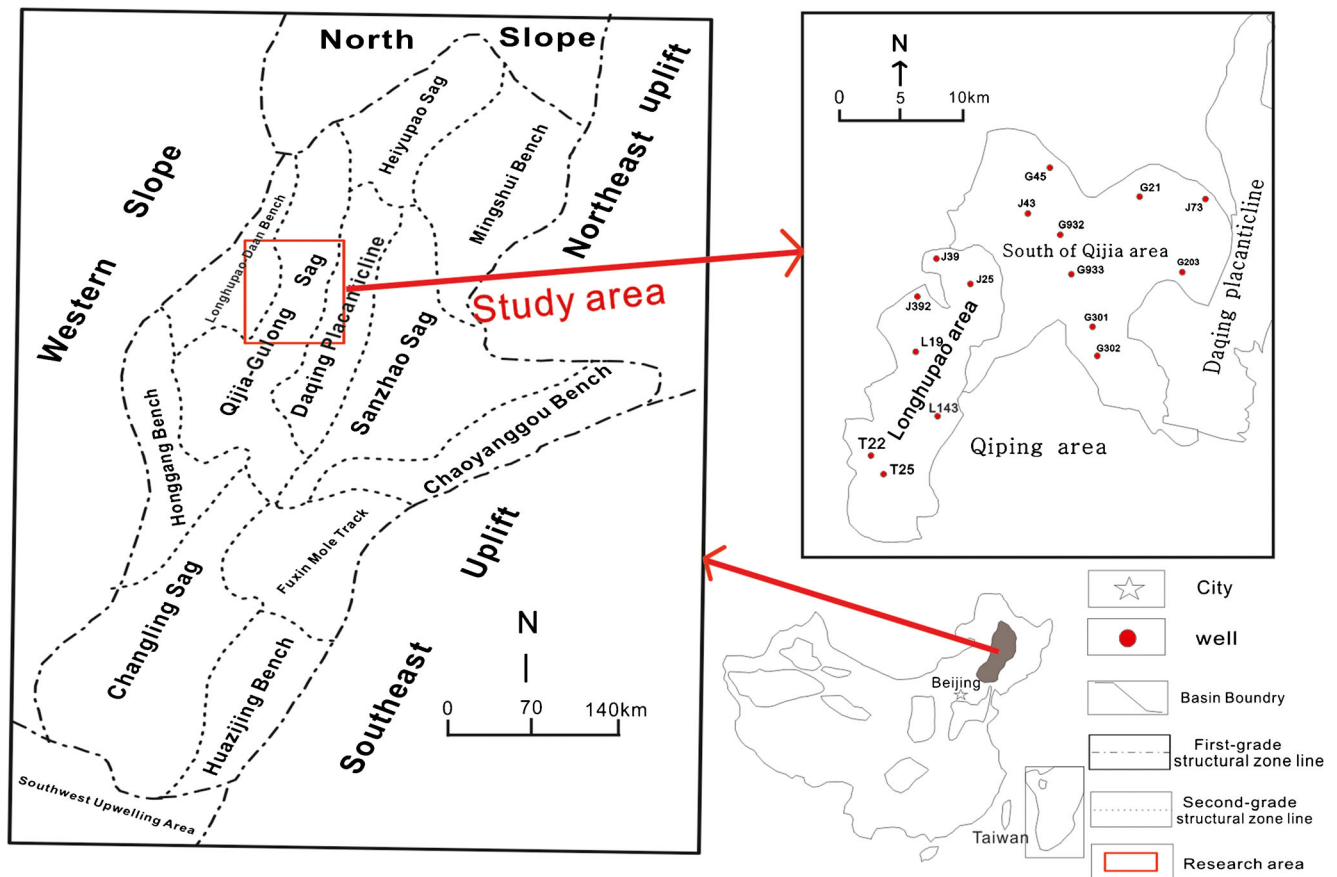 North Slope
Northeast uplift
Western Slope
Heiyupao Sag
Mingshui Bench
Longhupao-Daan Bench
Qijia-Gulong Sag
Daqing Placanticline
Sanzhao Sag
Study area
Honggang Bench
Chaoyanggou Bench
Fuxin Mole Track
Changling Sag
Huazijing Bench
Southeast Uplift
Southwest Upwelling Area
N
0 70 140km
N
0 5 10km
G45
G21
J73
J43
G932
South of Qijia area
J39
G933
G203
J25
J392
G301
L19
G302
Longhupao area
L143
Daqing placanticline
T22
T25
Qiping area
Beijing
Taiwan
City
well
Basin Boundry
First-grade
structural zone line
Second-grade
structural zone line
Research area